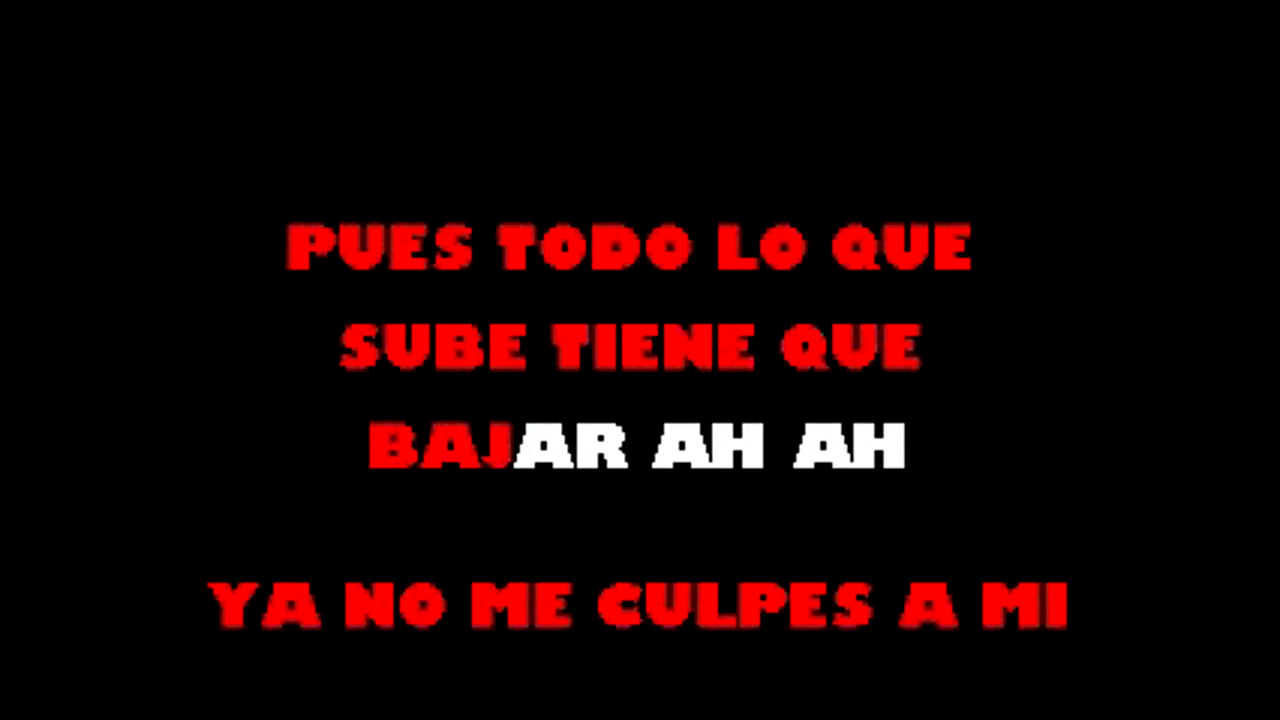 PUES TODO LO QUE
SUBE TIENE QUE
BAJAR AH AH
YA NO ME CULPES A MI